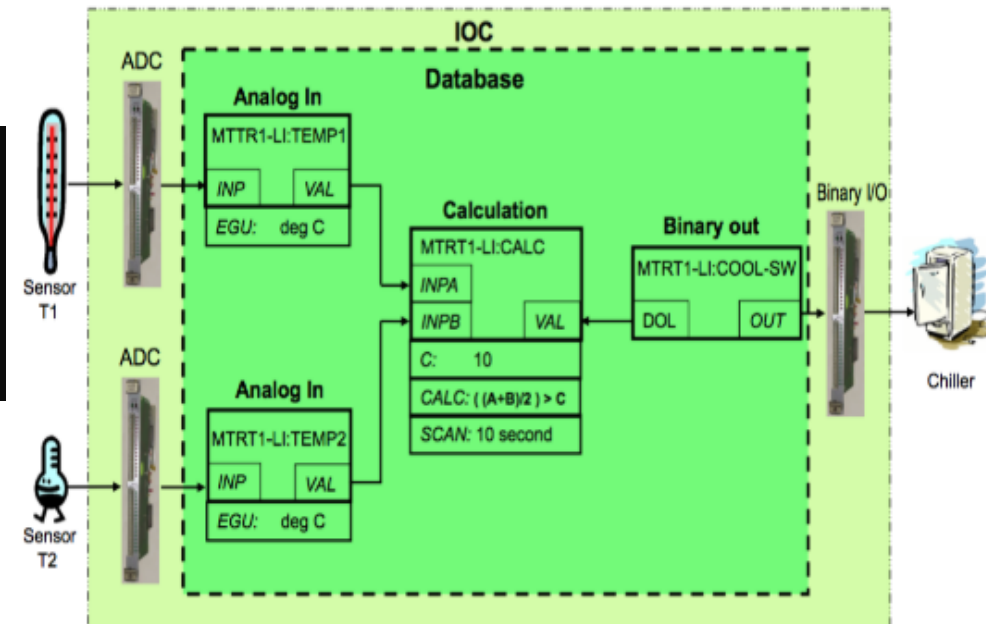 IOC
Database
ADC
Analog In
MTTR1-LI:TEMP1
INP VAL
EGU: deg C
Sensor
T1
Calculation
MTRT1-LI:CALC
INPA
INPB VAL
C: 10
CALC: ( (A+B)/2 ) > C
SCAN: 10 second
Binary out
MTRT1-LI:COOL-SW
DOL OUT
Binary I/O
Chiller
ADC
Analog In
MTRT1-LI:TEMP2
INP VAL
EGU: deg C
Sensor
T2